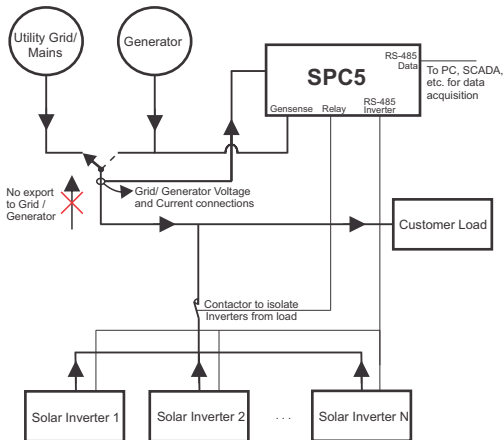 Utility Grid/
Mains
Generator
SPC5
RS-485
Data
To PC, SCADA,
etc. for data
acquisition
Gensense
Relay
RS-485
Inverter
No export
to Grid /
Generator
Grid/ Generator Voltage
and Current connections
Customer Load
Contactor to isolate
Inverters from load
Solar Inverter 1
Solar Inverter 2
. . .
Solar Inverter N